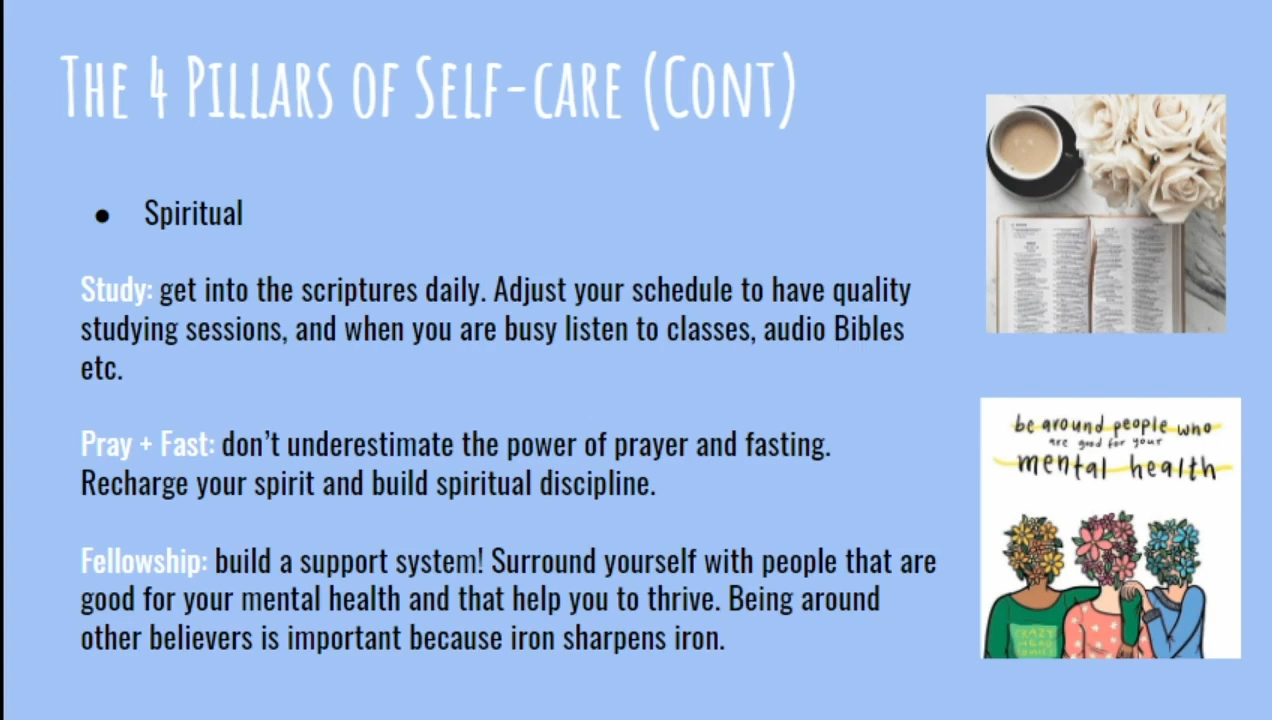 The 4 Pillars of Self-care (Cont)
● Spiritual
Study: get into the scriptures daily. Adjust your schedule to have quality
studying sessions, and when you are busy listen to classes, audio Bibles
etc.
Pray + Fast: don't underestimate the power of prayer and fasting.
Recharge your spirit and build spiritual discipline.
Fellowship: build a support system! Surround yourself with people that are
good for your mental health and that help you to thrive. Being around
other believers is important because iron sharpens iron.
be around people who
are good for your
mental health
CRAZY
HEAD
COMICS